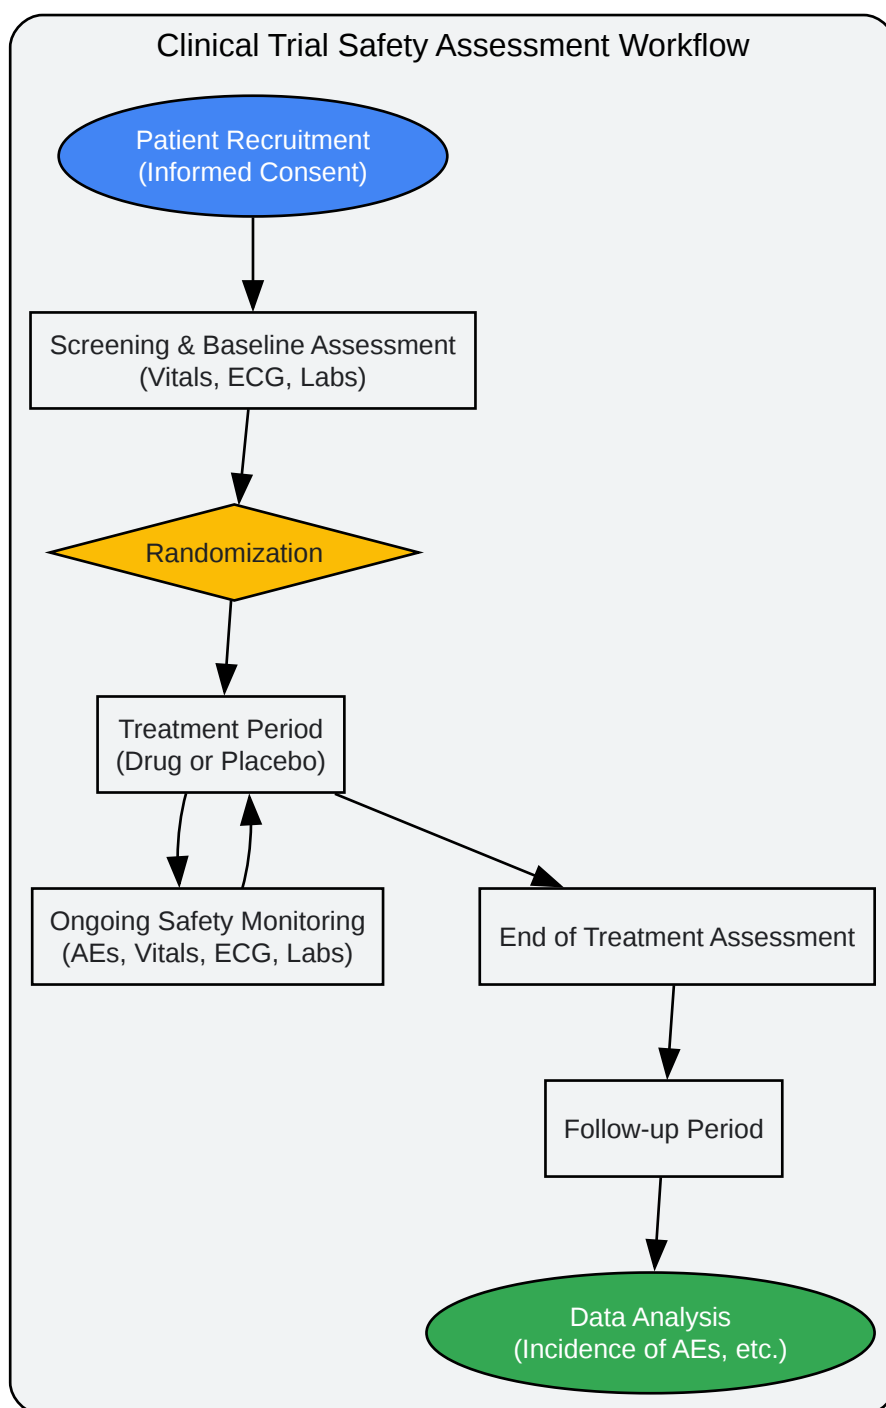 Clinical Trial Safety Assessment Workflow
Patient Recruitment
(Informed Consent)
Screening & Baseline Assessment
(Vitals, ECG, Labs)
Randomization
Treatment Period
(Drug or Placebo)
Ongoing Safety Monitoring
(AEs, Vitals, ECG, Labs)
End of Treatment Assessment
Follow-up Period
Data Analysis
(Incidence of AEs, etc.)